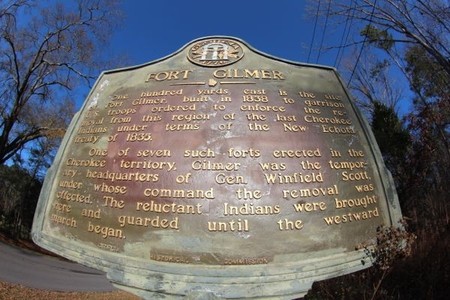 FORT GILMER
One hundred yards east is the site
of Fort Gilmer, built in 1838 to garrison
U.S. troops ordered to enforce the re-
moval from this region of the last Cherokee
Indians under terms of the New Echota
treaty of 1835.
One of seven such forts erected in the
Cherokee territory, Gilmer was the tempor-
ary headquarters of Gen. Winfield Scott,
under whose command the removal was
effected. The reluctant Indians were brought
here and guarded until the westward
march began.
HISTORICAL COMMISSION